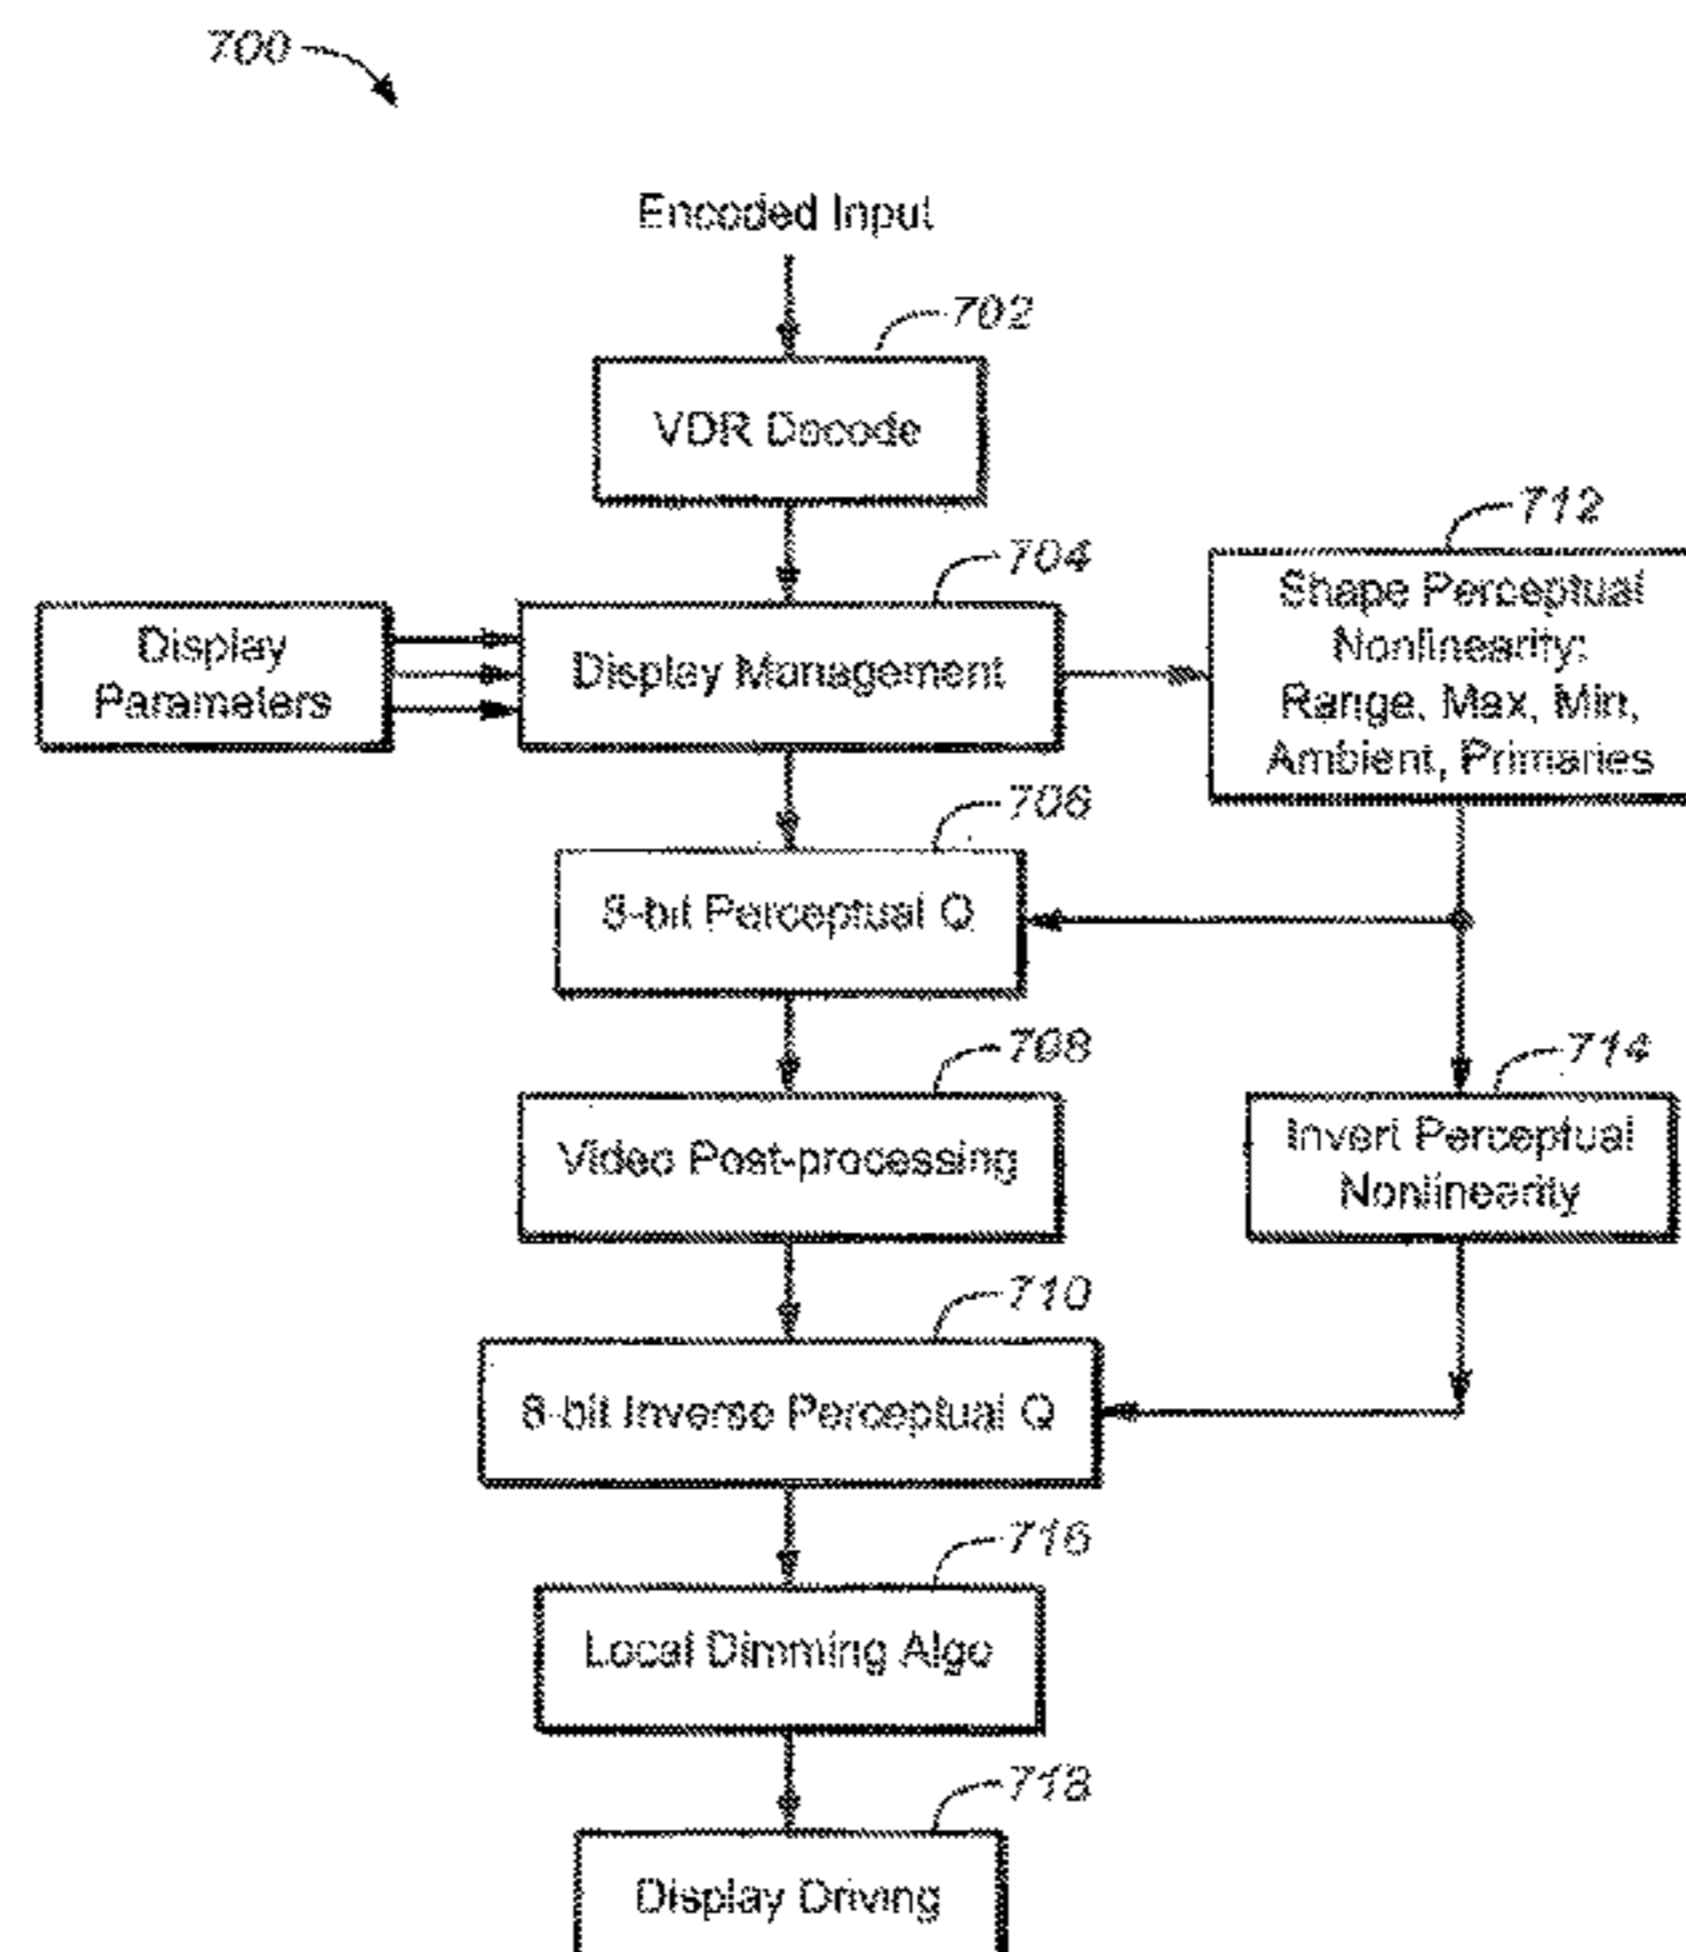 700
Encoded Input
702
VDR Decode
712
704
Shape Perceptual
Nonlinearity:
Range, Max, Min,
Ambient, Primaries
Display
Parameters
Display Management
706
8-bit Perceptual Q
708
714
Video Post-processing
Invert Perceptual
Nonlinearity
710
8-bit Inverse Perceptual Q
716
Local Dimming Algo
718
Display Driving